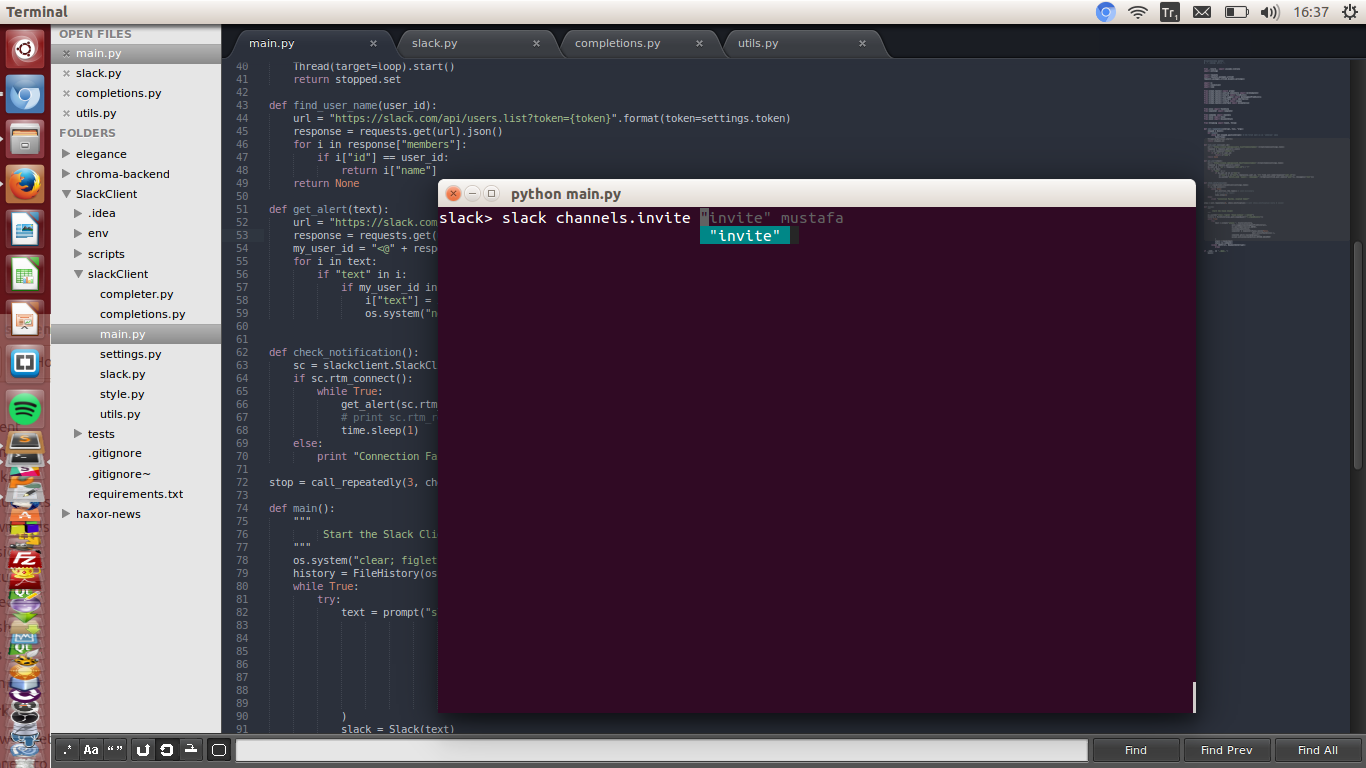 Terminal
Tr1
16:37
OPEN FILES
main.py
slack.py
completions.py
utils.py
FOLDERS
elegance
chroma-backend
SlackClient
.idea
env
scripts
slackClient
completer.py
completions.py
main.py
settings.py
slack.py
style.py
utils.py
tests
.gitignore
.gitignore~
requirements.txt
haxor-news
main.py
slack.py
completions.py
utils.py
40 Thread(target=loop).start()
41 return stopped.set
42
43 def find_user_name(user_id):
44 url = "https://slack.com/api/users.list?token={token}".format(token=settings.token)
45 response = requests.get(url).json()
46 for i in response["members"]:
47 if i["id"] == user_id:
48 return i["name"]
49 return None
50
51 def get_alert(text):
52 url = "https://slack.com
53 response = requests.get(
54 my_user_id = "<@" + resp
55 for i in text:
56 if "text" in i:
57 if my_user_id in
58 i["text"] =
59 os.system("n
60
61
62 def check_notification():
63 sc = slackclient.SlackCl
64 if sc.rtm_connect():
65 while True:
66 get_alert(sc.rtm
67 # print sc.rtm_r
68 time.sleep(1)
69 else:
70 print "Connection Fa
71
72 stop = call_repeatedly(3, che
73
74 def main():
75 """
76 Start the Slack Cli
77 """
78 os.system("clear; figlet
79 history = FileHistory(os
80 while True:
81 try:
82 text = prompt("s
83
84
85
86
87
88
89
90 )
91 slack = Slack(text)
python main.py
slack> slack channels.invite "invite" mustafa
"invite"
.* Aa “ ”
Find
Find Prev
Find All